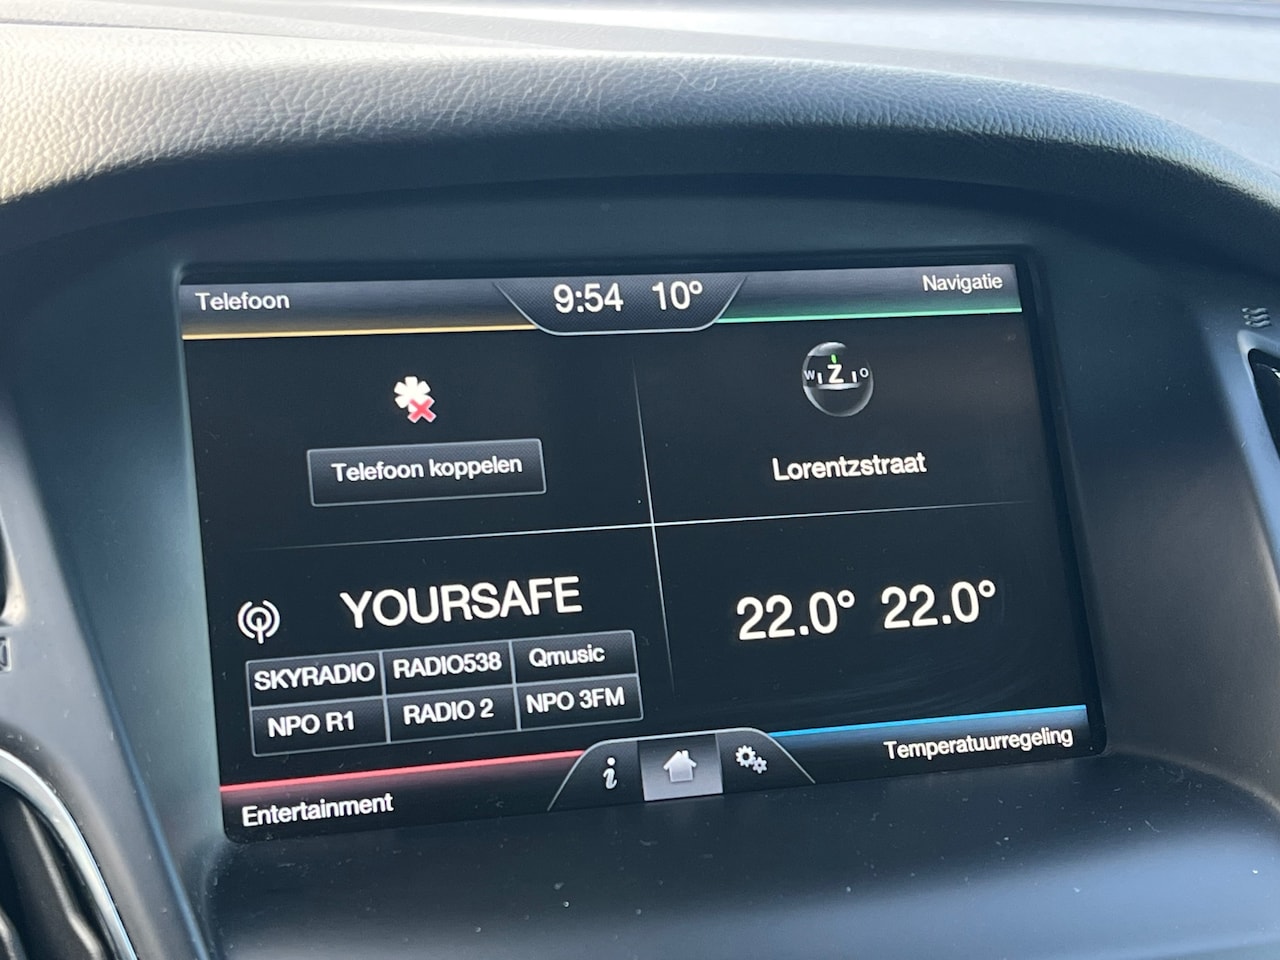 Telefoon
9:54 10°
Navigatie
W Z O
Telefoon koppelen
Lorentzstraat
YOURSAFE
22.0° 22.0°
SKYRADIO RADIO538 Qmusic
NPO R1 RADIO 2 NPO 3FM
Entertainment
i
Temperatuurregeling